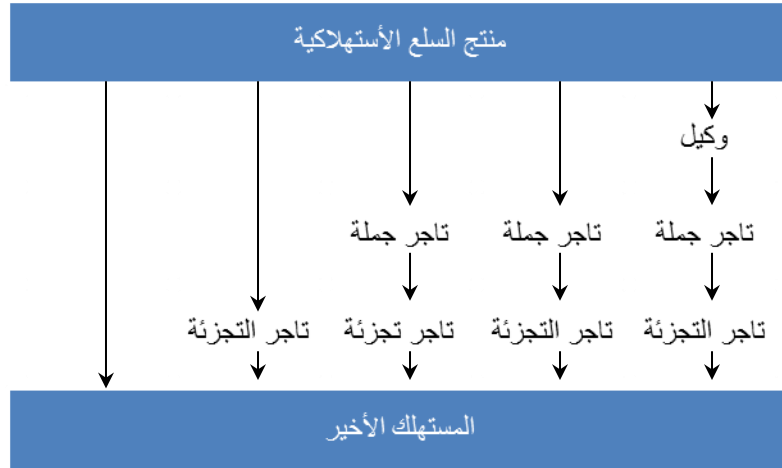 منتج السلع الأستهلاكية
وكيل
تاجر جملة تاجر جملة تاجر جملة
تاجر التجزئة تاجر التجزئة تاجر تجزئة تاجر التجزئة
المستهلك الأخير